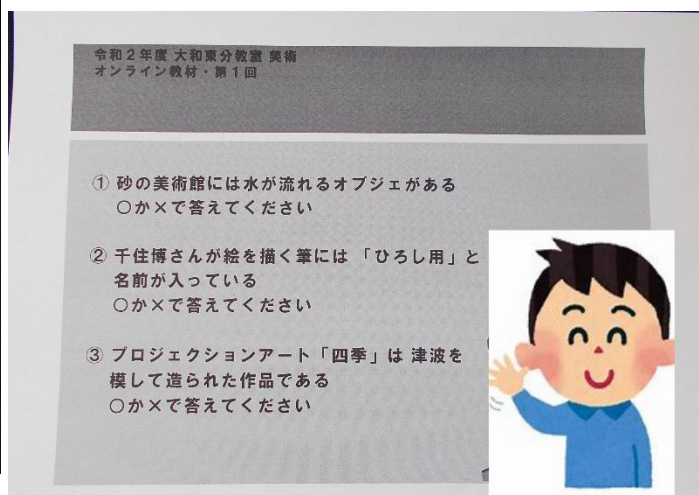 令和２年度 大和東分教室 美術
オンライン教材・第１回
① 砂の美術館には水が流れるオブジェがある
〇か×で答えてください
② 千住博さんが絵を描く筆には 「ひろし用」と
名前が入っている
〇か×で答えてください
③ プロジェクションアート「四季」は 津波を
模して造られた作品である
〇か×で答えてください